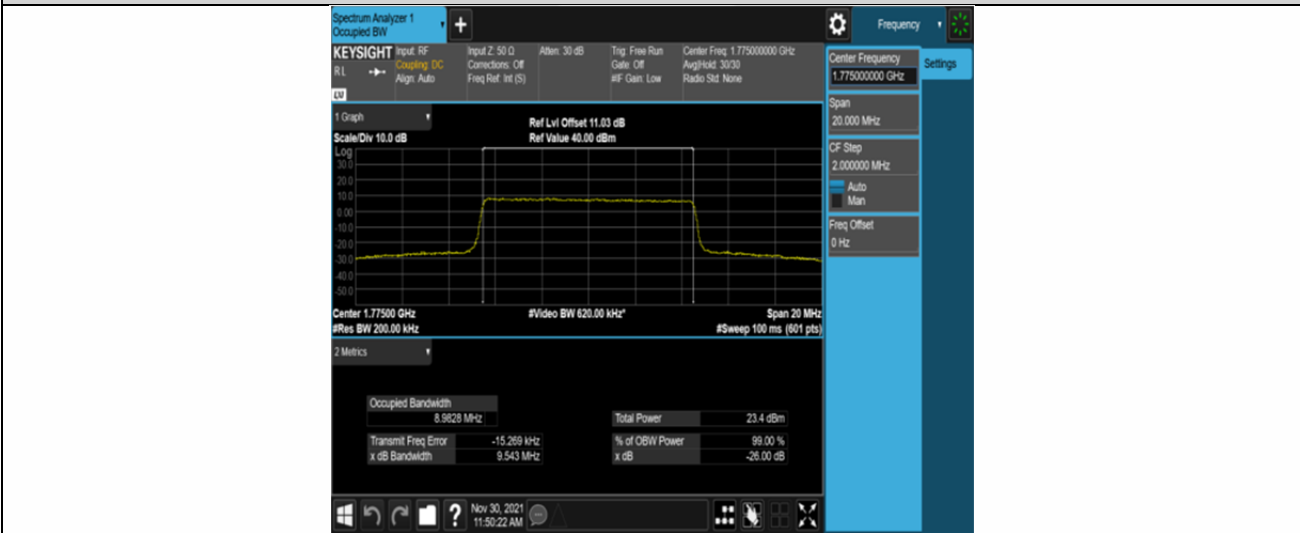 Spectrum Analyzer 1
Occupied BW
+
Frequency
KEYSIGHT
Input: RF
Input Z: 50 Ω
Atten: 30 dB
Trig: Free Run
Center Freq: 1.775000000 GHz
RL
Coupling: DC
Corrections: Off
Gate: Off
Avg|Hold: 30/30
Align: Auto
Freq Ref: Int (S)
#IF Gain: Low
Radio Std: None
Center Frequency
1.775000000 GHz
Settings
Span
20.000 MHz
CF Step
2.000000 MHz
Auto
Man
Freq Offset
0 Hz
1 Graph
Ref Lvl Offset 11.03 dB
Scale/Div 10.0 dB
Ref Value 40.00 dBm
Log
30.0
20.0
10.0
0.00
-10.0
-20.0
-30.0
-40.0
-50.0
Center 1.77500 GHz
#Video BW 620.00 kHz*
Span 20 MHz
#Res BW 200.00 kHz
#Sweep 100 ms (601 pts)
2 Metrics
Occupied Bandwidth
8.9828 MHz
Total Power 23.4 dBm
Transmit Freq Error -15.269 kHz
% of OBW Power 99.00 %
x dB Bandwidth 9.543 MHz
x dB -26.00 dB
?
Nov 30, 2021
11:50:22 AM